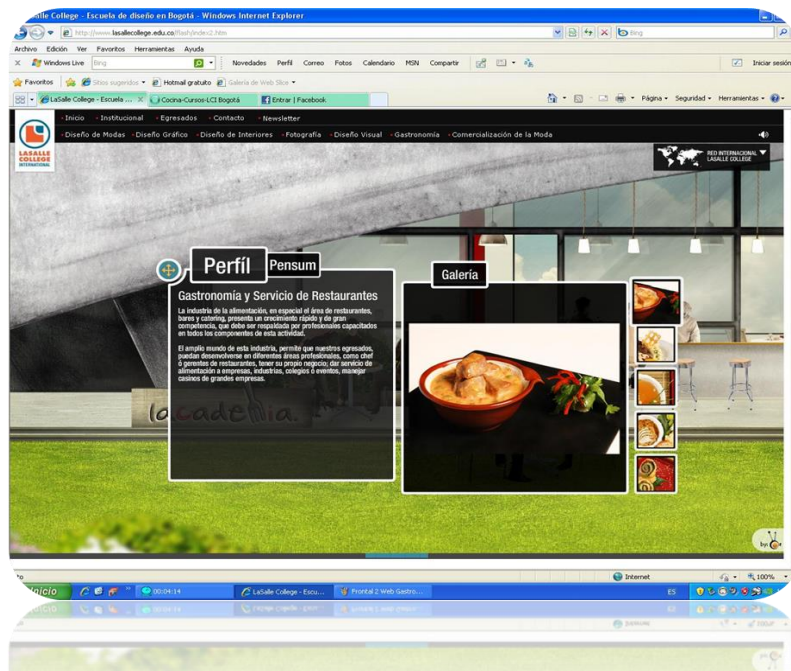 Salle College - Escuela de diseño en Bogotá - Windows Internet Explorer
http://www.lasallecollege.edu.co/flash/index2.htm
Bing
Archivo Edición Ver Favoritos Herramientas Ayuda
Windows Live Bing Novedades Perfil Correo Fotos Calendario MSN Compartir Iniciar sesión
Favoritos Sitios sugeridos Hotmail gratuito Galería de Web Slice
LaSalle College - Escuela ... Cocina-Cursos-LCI Bogotá Entrar | Facebook Página Seguridad Herramientas
Inicio Institucional Egresados Contacto Newsletter
Diseño de Modas Diseño Gráfico Diseño de Interiores Fotografía Diseño Visual Gastronomía Comercialización de la Moda
LASALLE
COLLEGE
INTERNATIONAL
RED INTERNACIONAL
LASALLE COLLEGE
Perfíl Pensum
Galería
Gastronomía y Servicio de Restaurantes
La industria de la alimentación, en especial el área de restaurantes,
bares y catering, presenta un crecimiento rápido y de gran
competencia, que debe ser respaldada por profesionales capacitados
en todos los componentes de esta actividad.
El amplio mundo de esta industria, permite que nuestros egresados,
puedan desenvolverse en diferentes áreas profesionales, como chef
ó gerentes de restaurantes, tener su propio negocio; dar servicio de
alimentación a empresas, industrias, colegios ó eventos, manejar
casinos de grandes empresas.
la.cademia.
by:
Internet 100%
Inicio 00:04:14 LaSalle College - Escu... Frontal 2 Web Gastro... ES